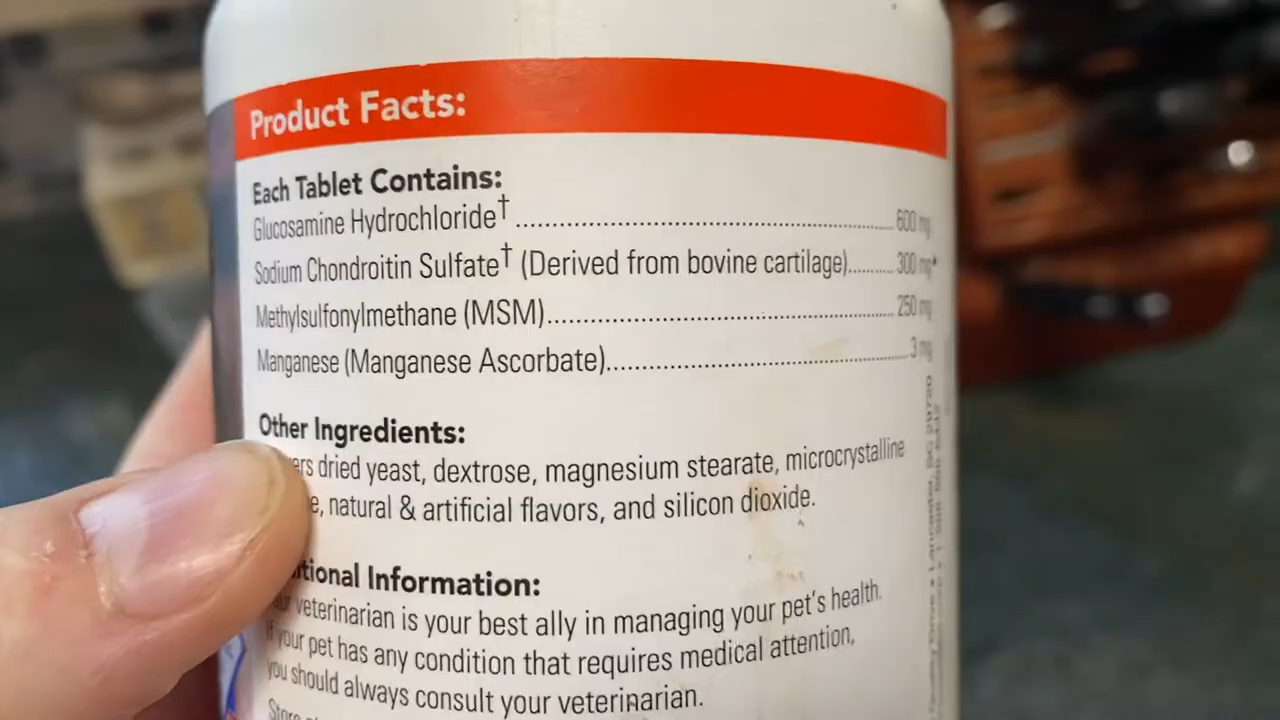 Product Facts:
Each Tablet Contains:
Glucosamine Hydrochloride† 600 mg
Sodium Chondroitin Sulfate† (Derived from bovine cartilage) 300 mg*
Methylsulfonylmethane (MSM) 250 mg
Manganese (Manganese Ascorbate) 3 mg
Other Ingredients:
dried yeast, dextrose, magnesium stearate, microcrystalline
natural & artificial flavors, and silicon dioxide.
Information:
veterinarian is your best ally in managing your pet's health.
If your pet has any condition that requires medical attention,
you should always consult your veterinarian.
Store